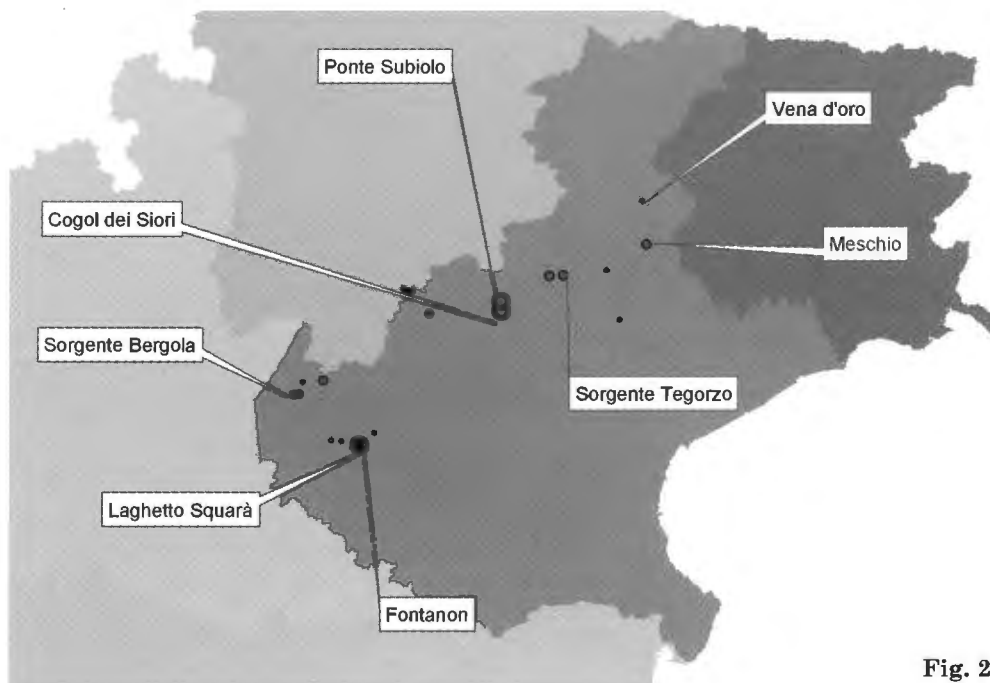 Ponte Subiolo
Vena d'oro
Cogol dei Siori
Meschio
Sorgente Bergola
Sorgente Tegorzo
Laghetto Squarà
Fontanon
Fig. 2